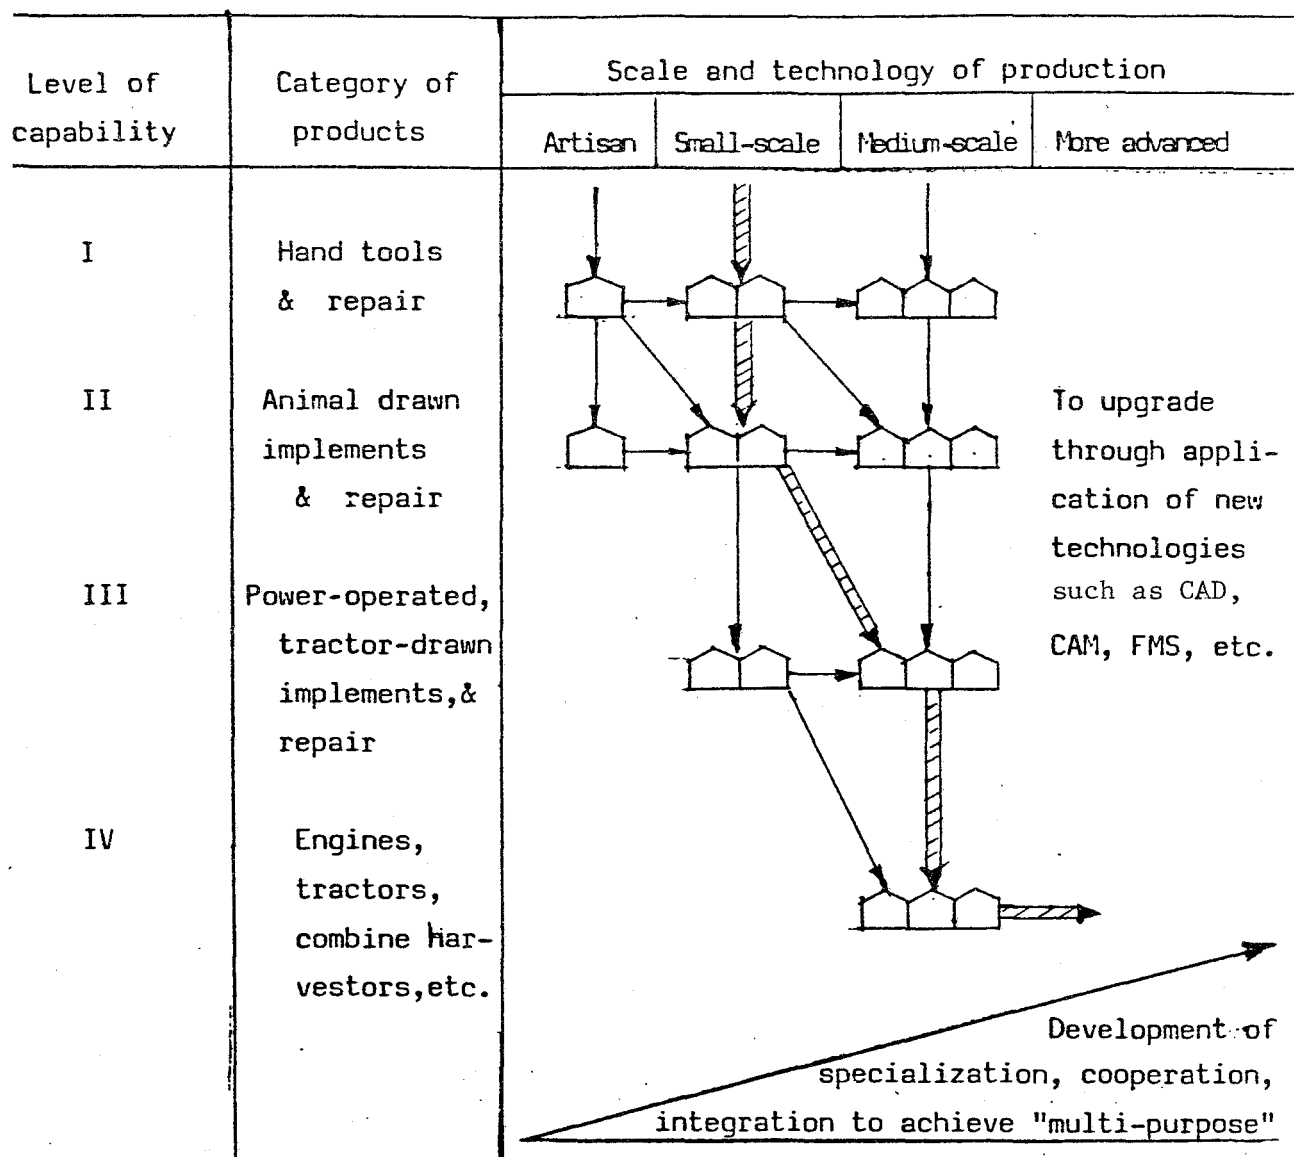 Level of
capability
Category of
products
Scale and technology of production
Artisan
Small-scale
Medium-scale
More advanced
I
Hand tools
& repair
II
Animal drawn
implements
& repair
III
Power-operated,
tractor-drawn
implements,&
repair
IV
Engines,
tractors,
combine har-
vestors,etc.
To upgrade
through appli-
cation of new
technologies
such as CAD,
CAM, FMS, etc.
Development of
specialization, cooperation,
integration to achieve "multi-purpose"